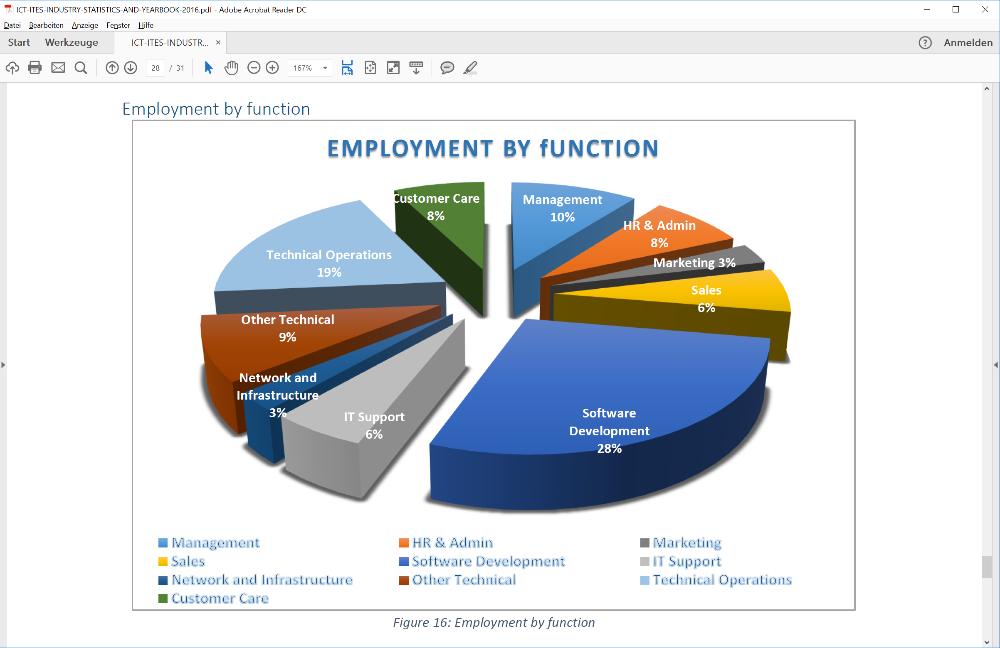 ICT-ITES-INDUSTRY-STATISTICS-AND-YEARBOOK-2016.pdf - Adobe Acrobat Reader DC
Datei Bearbeiten Anzeige Fenster Hilfe
Start Werkzeuge ICT-ITES-INDUSTR... × ? Anmelden
28 / 31 167%
Employment by function
EMPLOYMENT BY fUNCTION
Customer Care
8%
Management
10%
HR & Admin
8%
Marketing 3%
Sales
6%
Technical Operations
19%
Other Technical
9%
Network and
Infrastructure
3%
IT Support
6%
Software
Development
28%
Management HR & Admin Marketing
Sales Software Development IT Support
Network and Infrastructure Other Technical Technical Operations
Customer Care
Figure 16: Employment by function